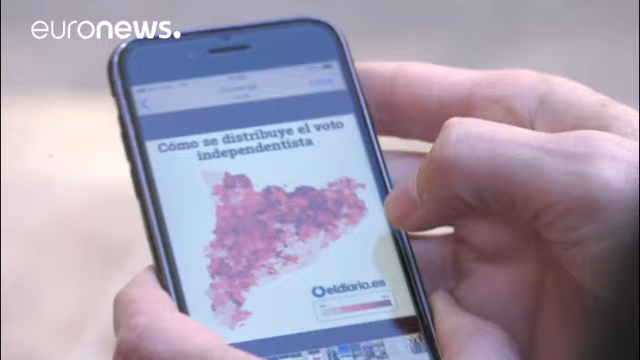 euronews.
Cómo se distribuye el voto
independentista
eldiario.es